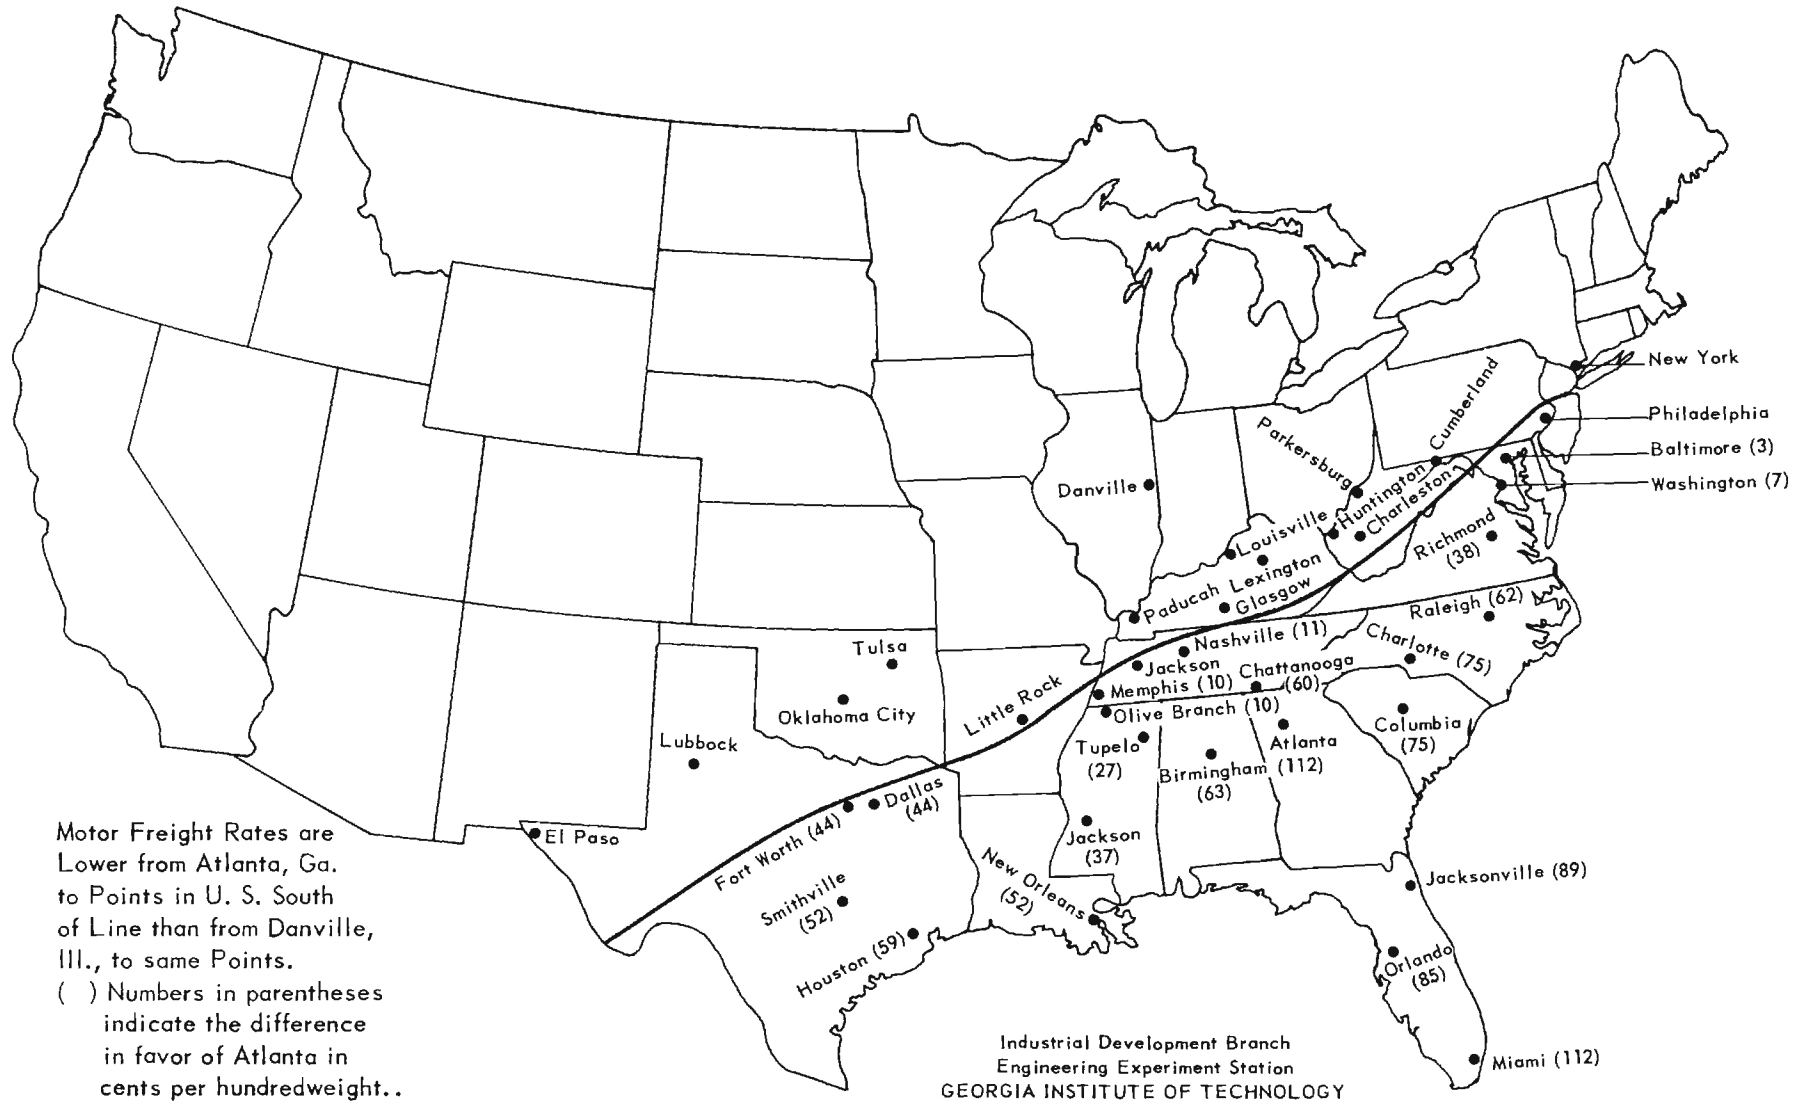 New York
Cumberland
Philadelphia
Parkersburg
Baltimore (3)
Washington (7)
Danville
Huntington
Charleston
Louisville
Richmond
(38)
Lexington
Paducah
Glasgow
Raleigh (62)
Nashville (11)
Charlotte (75)
Tulsa
Jackson
Chattanooga
(60)
Memphis (10)
Little Rock
Oklahoma City
Olive Branch (10)
Columbia
(75)
Lubbock
Tupelo
(27)
Atlanta
(112)
Birmingham
(63)
Dallas
(44)
Fort Worth (44)
El Paso
Jackson
(37)
New Orleans
(52)
Smithville
(52)
Jacksonville (89)
Houston (59)
Orlando
(85)
Miami (112)
Motor Freight Rates are
Lower from Atlanta, Ga.
to Points in U. S. South
of Line than from Danville,
Ill., to same Points.
( ) Numbers in parentheses
indicate the difference
in favor of Atlanta in
cents per hundredweight..
Industrial Development Branch
Engineering Experiment Station
GEORGIA INSTITUTE OF TECHNOLOGY